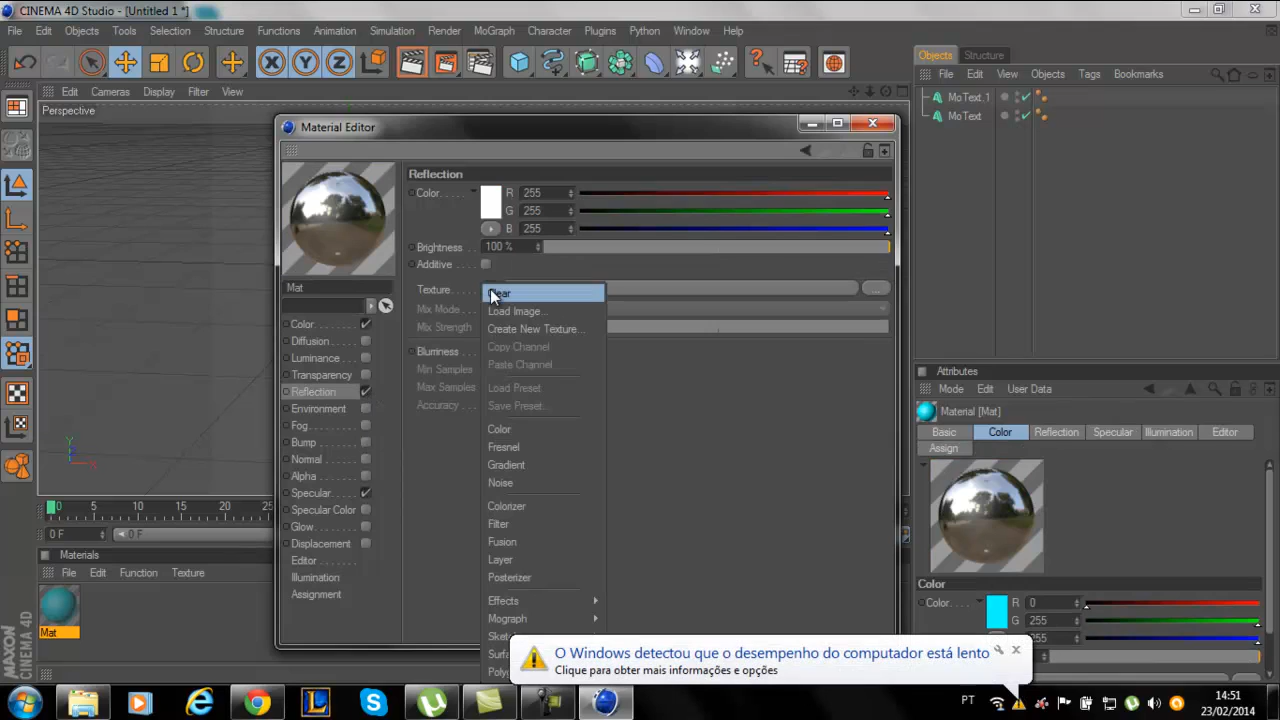 CINEMA 4D Studio - [Untitled 1 *]
File Edit Objects Tools Selection Structure Functions Animation Simulation Render MoGraph Character Plugins Python Window Help
Objects Structure
File Edit View Objects Tags Bookmarks
MoText.1
MoText
Edit Cameras Display Filter View
Perspective
Material Editor
Reflection
Color R 255
G 255
B 255
Brightness 100 %
Additive
Texture
Mix Mode
Mix Strength
Blurriness
Min Samples
Max Samples
Accuracy
Mat
Color
Diffusion
Luminance
Transparency
Reflection
Environment
Fog
Bump
Normal
Alpha
Specular
Specular Color
Glow
Displacement
Editor
Illumination
Assignment
Clear
Load Image...
Create New Texture...
Copy Channel
Paste Channel
Load Preset
Save Preset...
Color
Fresnel
Gradient
Noise
Colorizer
Filter
Fusion
Layer
Posterizer
Effects
Mograph
Y
X
0 5 10 15 20 25
0 F 0 F
Materials
File Edit Function Texture
Mat
MAXON
CINEMA 4D
Attributes
Mode Edit User Data
Material [Mat]
Basic Color Reflection Specular Illumination Editor
Assign
Color
Color R 0
G 255
255
O Windows detectou que o desempenho do computador está lento
Clique para obter mais informações e opções
PT
14:51
23/02/2014